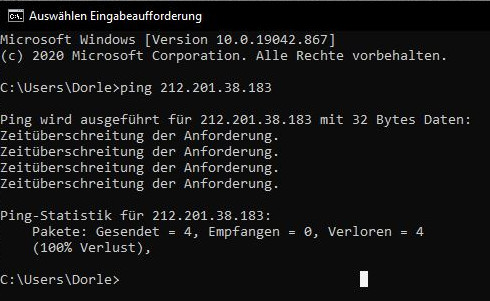 Auswählen Eingabeaufforderung
Microsoft Windows [Version 10.0.19042.867]
(c) 2020 Microsoft Corporation. Alle Rechte vorbehalten.
C:\Users\Dorle>ping 212.201.38.183
Ping wird ausgeführt für 212.201.38.183 mit 32 Bytes Daten:
Zeitüberschreitung der Anforderung.
Zeitüberschreitung der Anforderung.
Zeitüberschreitung der Anforderung.
Zeitüberschreitung der Anforderung.
Ping-Statistik für 212.201.38.183:
    Pakete: Gesendet = 4, Empfangen = 0, Verloren = 4
    (100% Verlust),
C:\Users\Dorle>